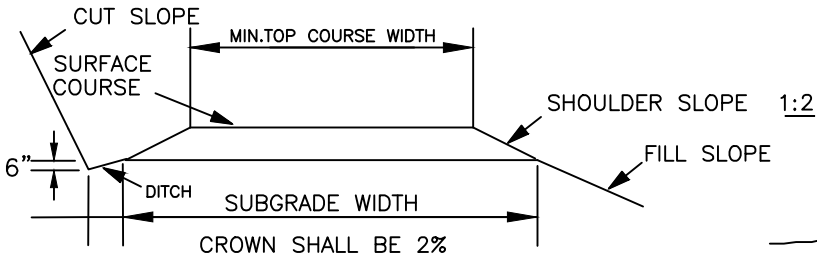 CUT SLOPE
MIN.TOP COURSE WIDTH
SURFACE
COURSE
SHOULDER SLOPE 1:2
FILL SLOPE
6"
DITCH
SUBGRADE WIDTH
CROWN SHALL BE 2%